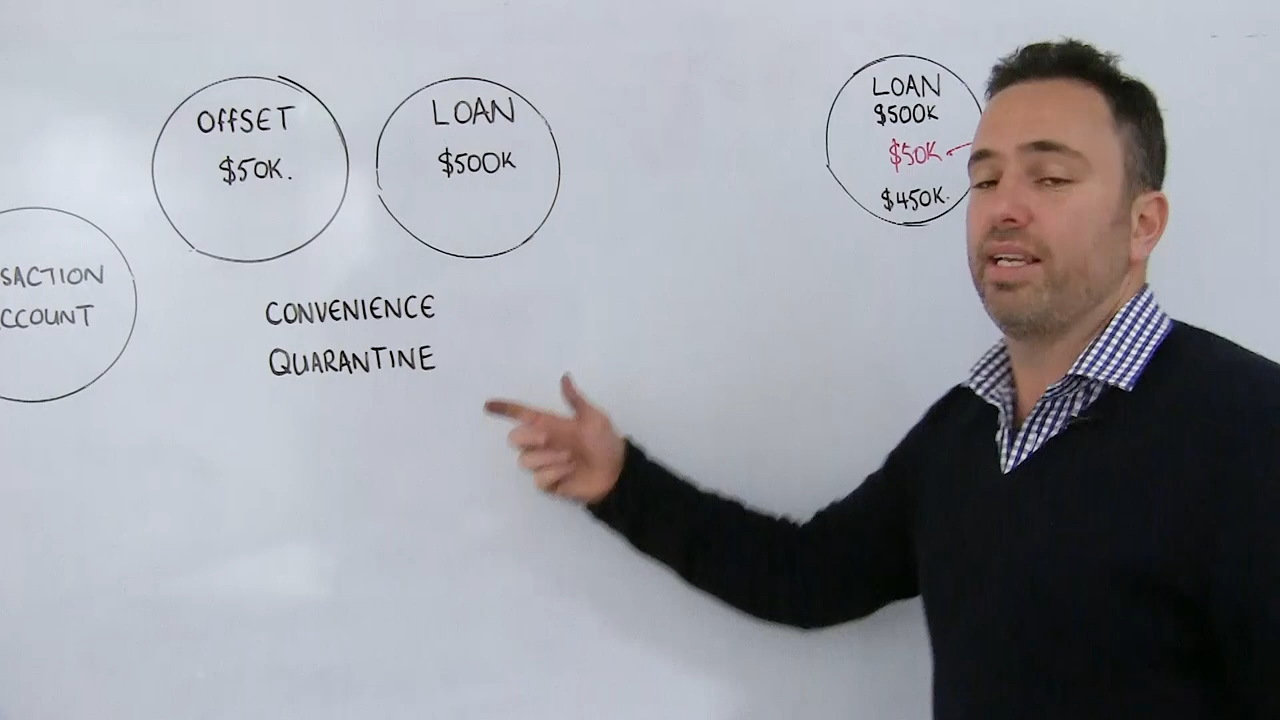 OFFSET
$50K.
LOAN
$500K
LOAN
$500K
$50K
$450K.
SACTION
CCOUNT
CONVENIENCE
QUARANTINE